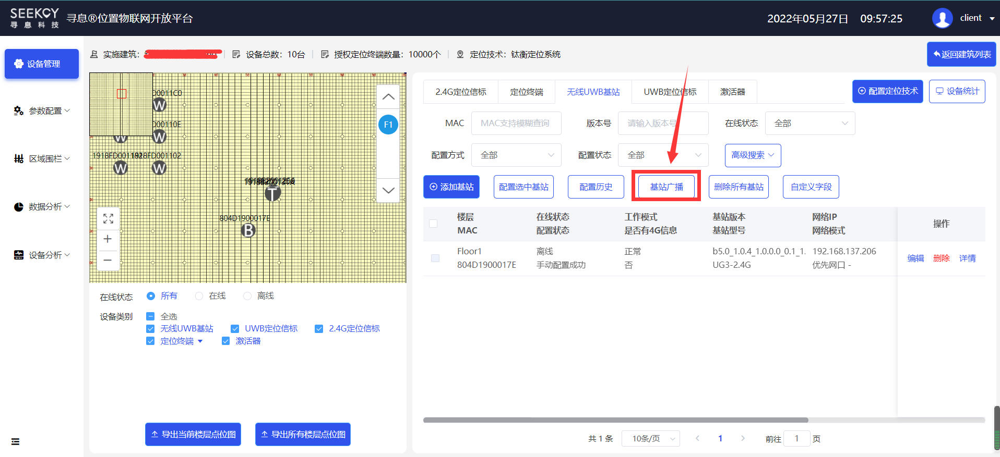 SEEKCY
寻息科技
寻息®位置物联网开放平台
2022年05月27日 09:57:25
client
设备管理
参数配置
区域围栏
数据分析
设备分析
实施建筑:
设备总数: 10台
授权定位终端数量: 10000个
定位技术: 钛衡定位系统
返回建筑列表
D0011C0
W
D00110E
W
W
1918FD001102
W
W
T
804D1900017E
B
F1
在线状态 所有 在线 离线
设备类别 全选
无线UWB基站 UWB定位信标 2.4G定位信标
定位终端 激活器
导出当前楼层点位图 导出所有楼层点位图
2.4G定位信标 定位终端 无线UWB基站 UWB定位信标 激活器
配置定位技术 设备统计
MAC MAC支持模糊查询 版本号 请输入版本号 在线状态 全部
配置方式 全部 配置状态 全部 高级搜索
添加基站 配置选中基站 配置历史 基站广播 删除所有基站 自定义字段
楼层 在线状态 工作模式 基站版本 网络IP 操作
MAC 配置状态 是否有4G信息 基站型号 网络模式
Floor1 离线 正常 b5.0_1.0.4_1.0.0.0_0.1_1. 192.168.137.206 编辑 删除 详情
804D1900017E 手动配置成功 否 UG3-2.4G 优先网口 -
共 1 条 10条/页 1 前往 1 页